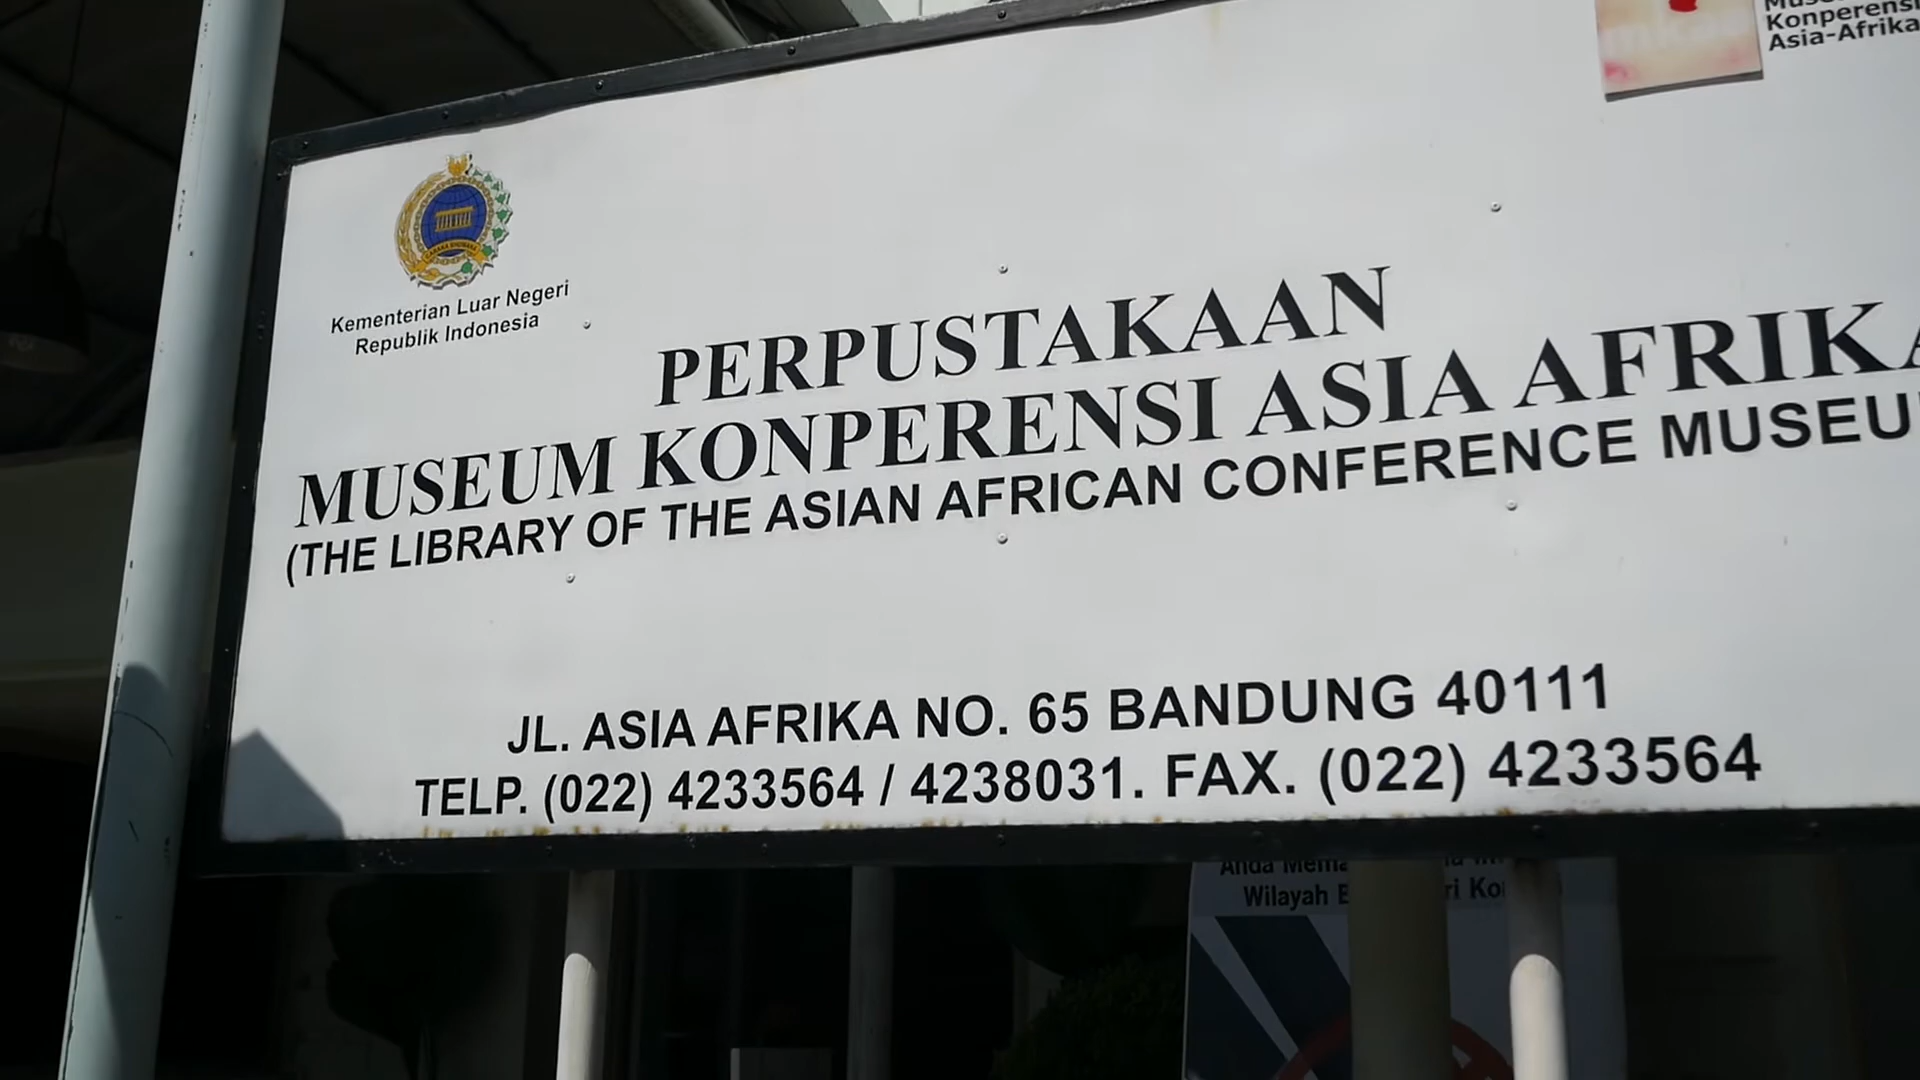 Konperensi
Asia-Afrika
Kementerian Luar Negeri
Republik Indonesia
PERPUSTAKAAN
MUSEUM KONPERENSI ASIA AFRIKA
(THE LIBRARY OF THE ASIAN AFRICAN CONFERENCE MUSEU
JL. ASIA AFRIKA NO. 65 BANDUNG 40111
TELP. (022) 4233564 / 4238031. FAX. (022) 4233564
Anda
Wilayah